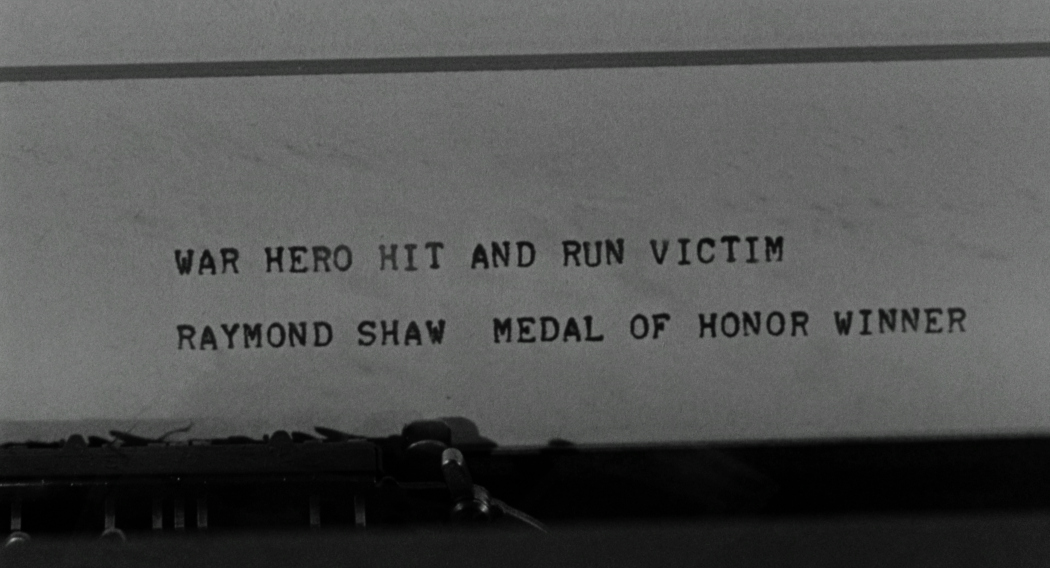 WAR HERO HIT AND RUN VICTIM
RAYMOND SHAW MEDAL OF HONOR WINNER